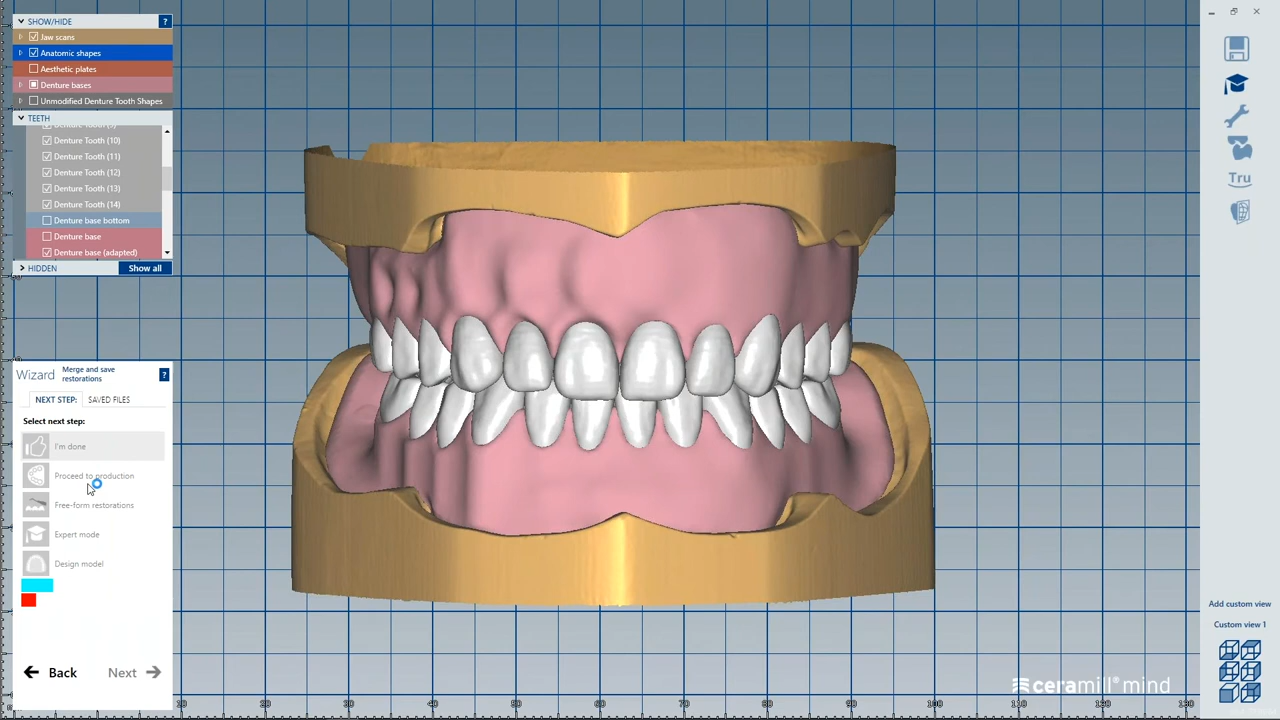 SHOW/HIDE ?
Jaw scans
Anatomic shapes
Aesthetic plates
Denture bases
Unmodified Denture Tooth Shapes
TEETH
Denture Tooth (10)
Denture Tooth (11)
Denture Tooth (12)
Denture Tooth (13)
Denture Tooth (14)
Denture base bottom
Denture base
Denture base (adapted)
HIDDEN Show all
Wizard Merge and save restorations ?
NEXT STEP: SAVED FILES
Select next step:
I'm done
Proceed to production
Free-form restorations
Expert mode
Design model
Back Next
Tru
Add custom view
Custom view 1
ceramill® mind
10 20 30 40 50 60 70 80 90 100 110 120 130